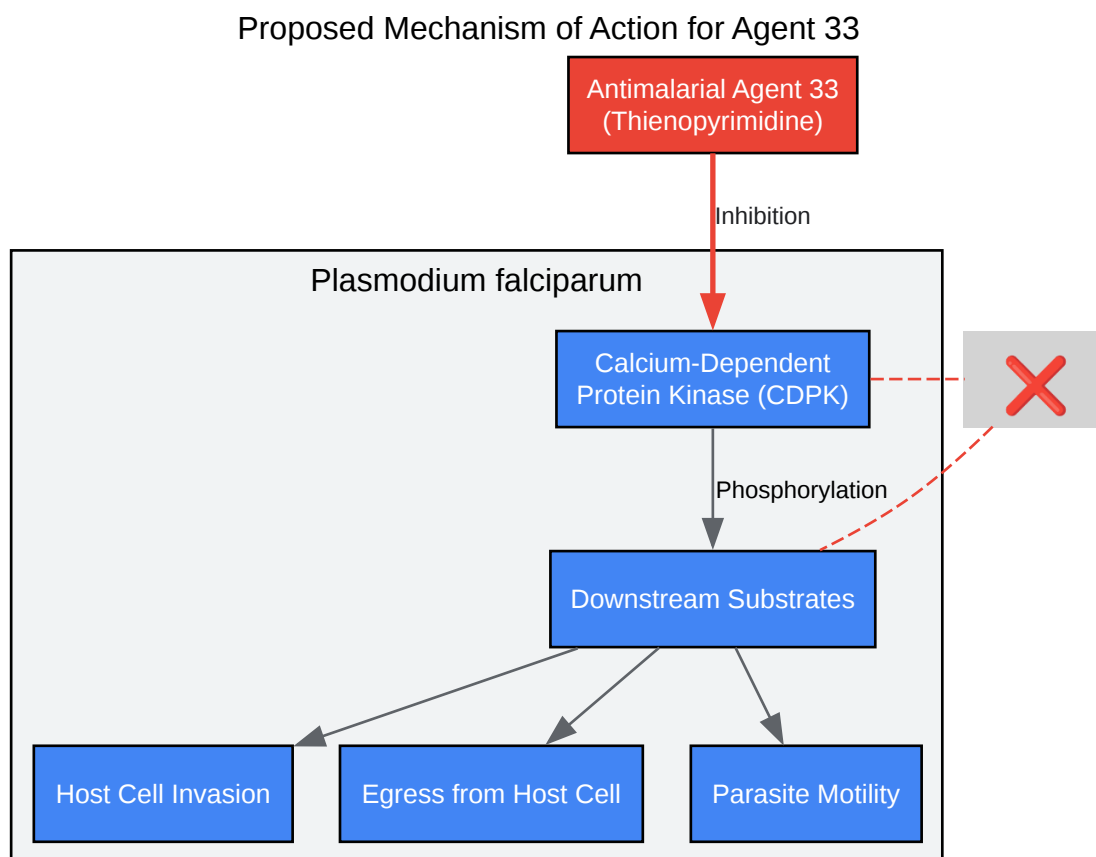 Proposed Mechanism of Action for Agent 33
Antimalarial Agent 33
(Thienopyrimidine)
Inhibition
Plasmodium falciparum
Calcium-Dependent
Protein Kinase (CDPK)
Phosphorylation
Downstream Substrates
Host Cell Invasion
Egress from Host Cell
Parasite Motility